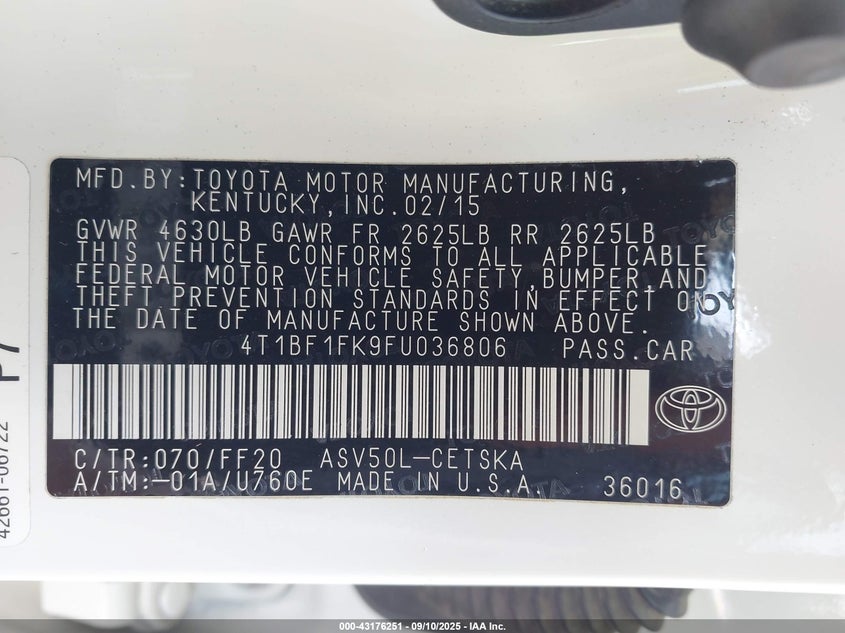 MFD.BY:TOYOTA MOTOR MANUFACTURING,
KENTUCKY,INC.02/15
GVWR 4630LB GAWR FR 2625LB RR 2625LB
THIS VEHICLE CONFORMS TO ALL APPLICABLE
FEDERAL MOTOR VEHICLE SAFETY,BUMPER,AND
THEFT PREVENTION STANDARDS IN EFFECT ON
THE DATE OF MANUFACTURE SHOWN ABOVE.
4T1BF1FK9FU036806 PASS.CAR
C/TR:070/FF20 ASV50L-CETSKA
A/TM:-01A/U760E MADE IN U.S.A. 36016
42661-06722
P7
000-43176251 - 09/10/2025 - IAA Inc.